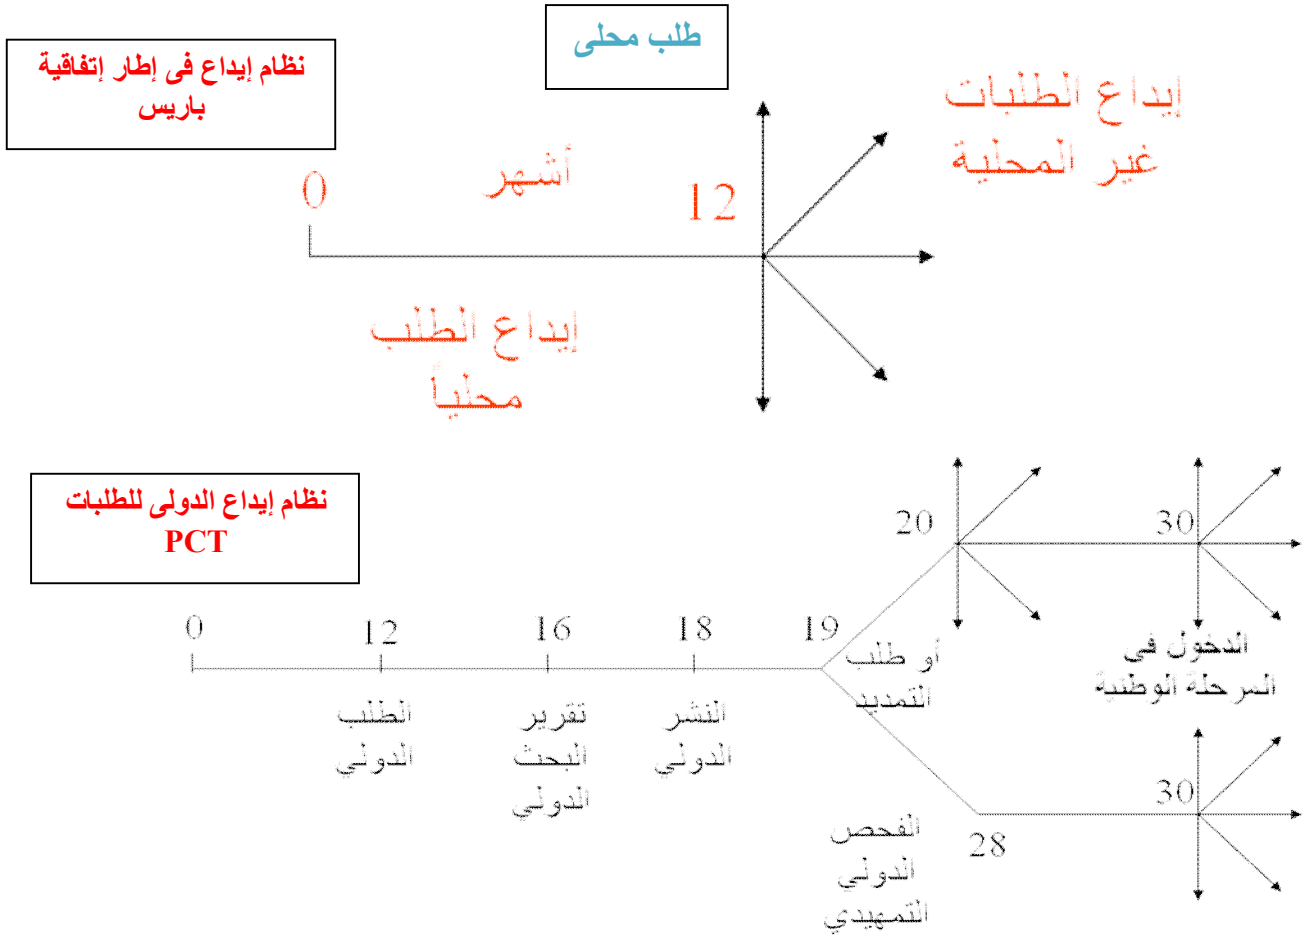 طلب محلى
نظام إيداع فى إطار إتفاقية
باريس
إيداع الطلبات
غير المحلية
أشهر
0
12
إيداع الطلب
محلياً
نظام إيداع الدولى للطلبات
PCT
20
30
0
12
16
18
19
أو طلب
التمديد
الدخول فى
المرحلة الوطنية
الطلب
الدولي
تقرير
البحث
الدولي
النشر
الدولي
30
28
الفحص
الدولي
التمهيدي